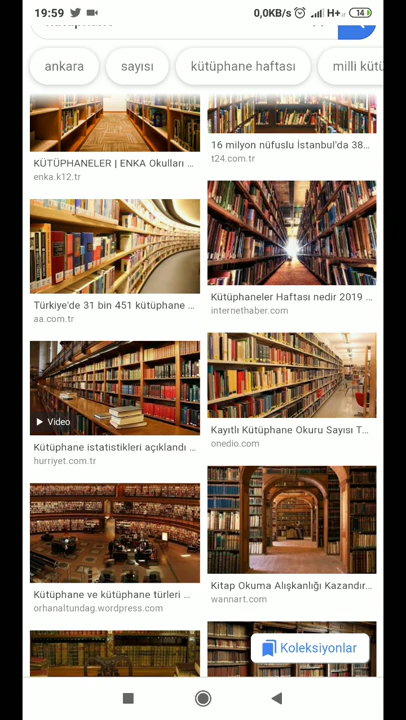 19:59
0,0KB/s
H+
14
ankara
sayısı
kütüphane haftası
milli kütü
KÜTÜPHANELER | ENKA Okulları ...
enka.k12.tr
16 milyon nüfuslu İstanbul'da 38...
t24.com.tr
Türkiye'de 31 bin 451 kütüphane ...
aa.com.tr
Kütüphaneler Haftası nedir 2019 ...
internethaber.com
Video
Kütüphane istatistikleri açıklandı ...
hurriyet.com.tr
Kayıtlı Kütüphane Okuru Sayısı T...
onedio.com
Kütüphane ve kütüphane türleri ...
orhanaltundag.wordpress.com
Kitap Okuma Alışkanlığı Kazandır...
wannart.com
Koleksiyonlar